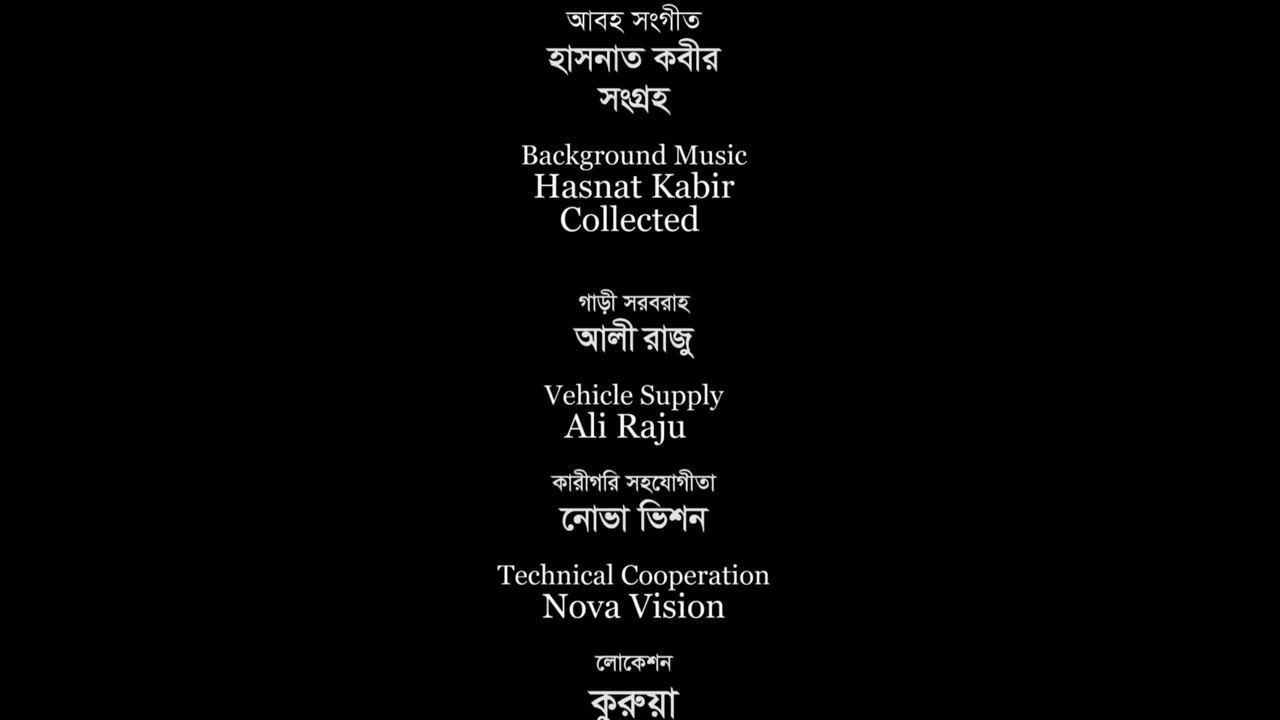 আবহ সংগীত
হাসনাত কবীর
সংগ্রহ
Background Music
Hasnat Kabir
Collected
গাড়ী সরবরাহ
আলী রাজু
Vehicle Supply
Ali Raju
কারীগরি সহযোগীতা
নোভা ভিশন
Technical Cooperation
Nova Vision
লোকেশন
কুরুয়া